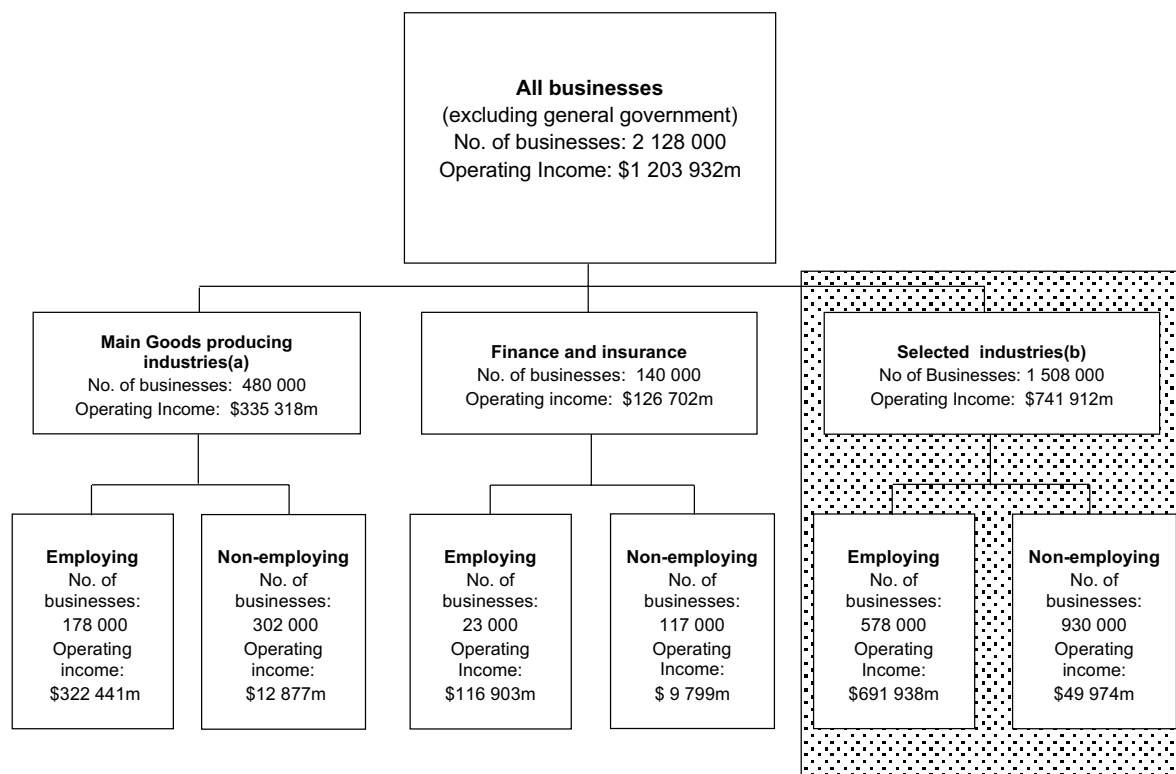 All businesses
(excluding general government)
No. of businesses: 2 128 000
Operating Income: $1 203 932m
Main Goods producing
industries(a)
No. of businesses: 480 000
Operating Income: $335 318m
Finance and insurance
No. of businesses: 140 000
Operating income: $126 702m
Selected industries(b)
No of Businesses: 1 508 000
Operating Income: $741 912m
Employing
No. of
businesses:
178 000
Operating
income:
$322 441m
Non-employing
No. of
businesses:
302 000
Operating
income:
$12 877m
Employing
No. of
businesses:
23 000
Operating
Income:
$116 903m
Non-employing
No. of
businesses:
117 000
Operating
Income:
$ 9 799m
Employing
No. of
businesses:
578 000
Operating
Income:
$691 938m
Non-employing
No. of
businesses:
930 000
Operating
income:
$49 974m